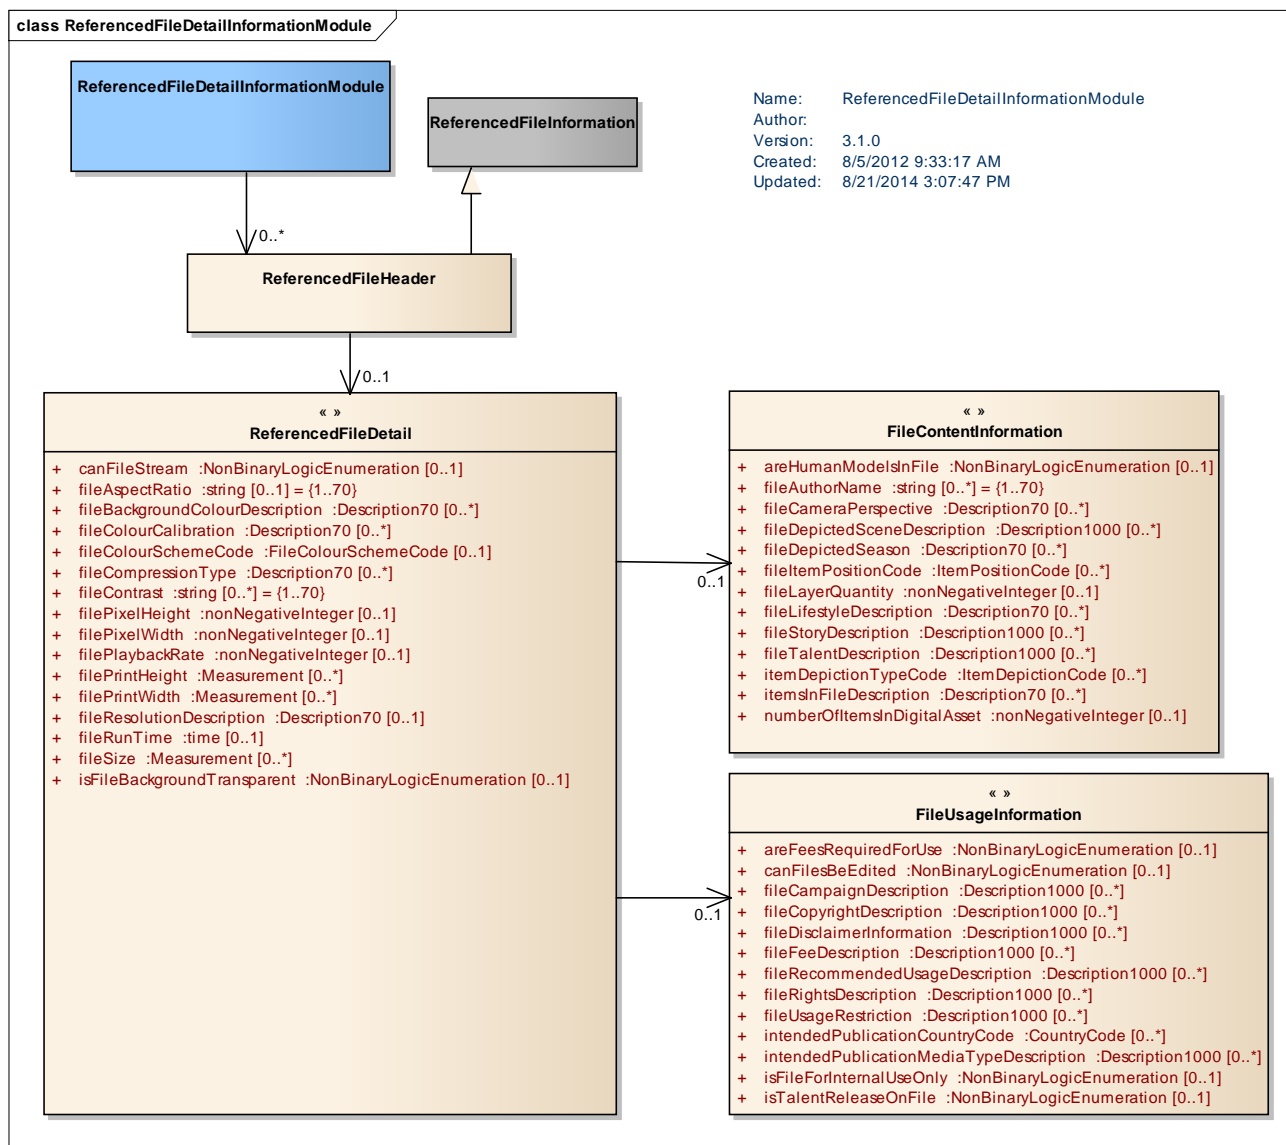 class ReferencedFileDetailInformationModule
ReferencedFileDetailInformationModule
ReferencedFileInformation
Name: ReferencedFileDetailInformationModule
Author:
Version: 3.1.0
Created: 8/5/2012 9:33:17 AM
Updated: 8/21/2014 3:07:47 PM
0..*
ReferencedFileHeader
0..1
« »
ReferencedFileDetail
+ canFileStream :NonBinaryLogicEnumeration [0..1]
+ fileAspectRatio :string [0..1] = {1..70}
+ fileBackgroundColourDescription :Description70 [0..*]
+ fileColourCalibration :Description70 [0..*]
+ fileColourSchemeCode :FileColourSchemeCode [0..1]
+ fileCompressionType :Description70 [0..*]
+ fileContrast :string [0..*] = {1..70}
+ filePixelHeight :nonNegativeInteger [0..1]
+ filePixelWidth :nonNegativeInteger [0..1]
+ filePlaybackRate :nonNegativeInteger [0..1]
+ filePrintHeight :Measurement [0..*]
+ filePrintWidth :Measurement [0..*]
+ fileResolutionDescription :Description70 [0..1]
+ fileRunTime :time [0..1]
+ fileSize :Measurement [0..*]
+ isFileBackgroundTransparent :NonBinaryLogicEnumeration [0..1]
0..1
« »
FileContentInformation
+ areHumanModelsInFile :NonBinaryLogicEnumeration [0..1]
+ fileAuthorName :string [0..*] = {1..70}
+ fileCameraPerspective :Description70 [0..*]
+ fileDepictedSceneDescription :Description1000 [0..*]
+ fileDepictedSeason :Description70 [0..*]
+ fileItemPositionCode :ItemPositionCode [0..*]
+ fileLayerQuantity :nonNegativeInteger [0..1]
+ fileLifestyleDescription :Description70 [0..*]
+ fileStoryDescription :Description1000 [0..*]
+ fileTalentDescription :Description1000 [0..*]
+ itemDepictionTypeCode :ItemDepictionCode [0..*]
+ itemsInFileDescription :Description70 [0..*]
+ numberOfItemsInDigitalAsset :nonNegativeInteger [0..1]
0..1
« »
FileUsageInformation
+ areFeesRequiredForUse :NonBinaryLogicEnumeration [0..1]
+ canFilesBeEdited :NonBinaryLogicEnumeration [0..1]
+ fileCampaignDescription :Description1000 [0..*]
+ fileCopyrightDescription :Description1000 [0..*]
+ fileDisclaimerInformation :Description1000 [0..*]
+ fileFeeDescription :Description1000 [0..*]
+ fileRecommendedUsageDescription :Description1000 [0..*]
+ fileRightsDescription :Description1000 [0..*]
+ fileUsageRestriction :Description1000 [0..*]
+ intendedPublicationCountryCode :CountryCode [0..*]
+ intendedPublicationMediaTypeDescription :Description1000 [0..*]
+ isFileForInternalUseOnly :NonBinaryLogicEnumeration [0..1]
+ isTalentReleaseOnFile :NonBinaryLogicEnumeration [0..1]